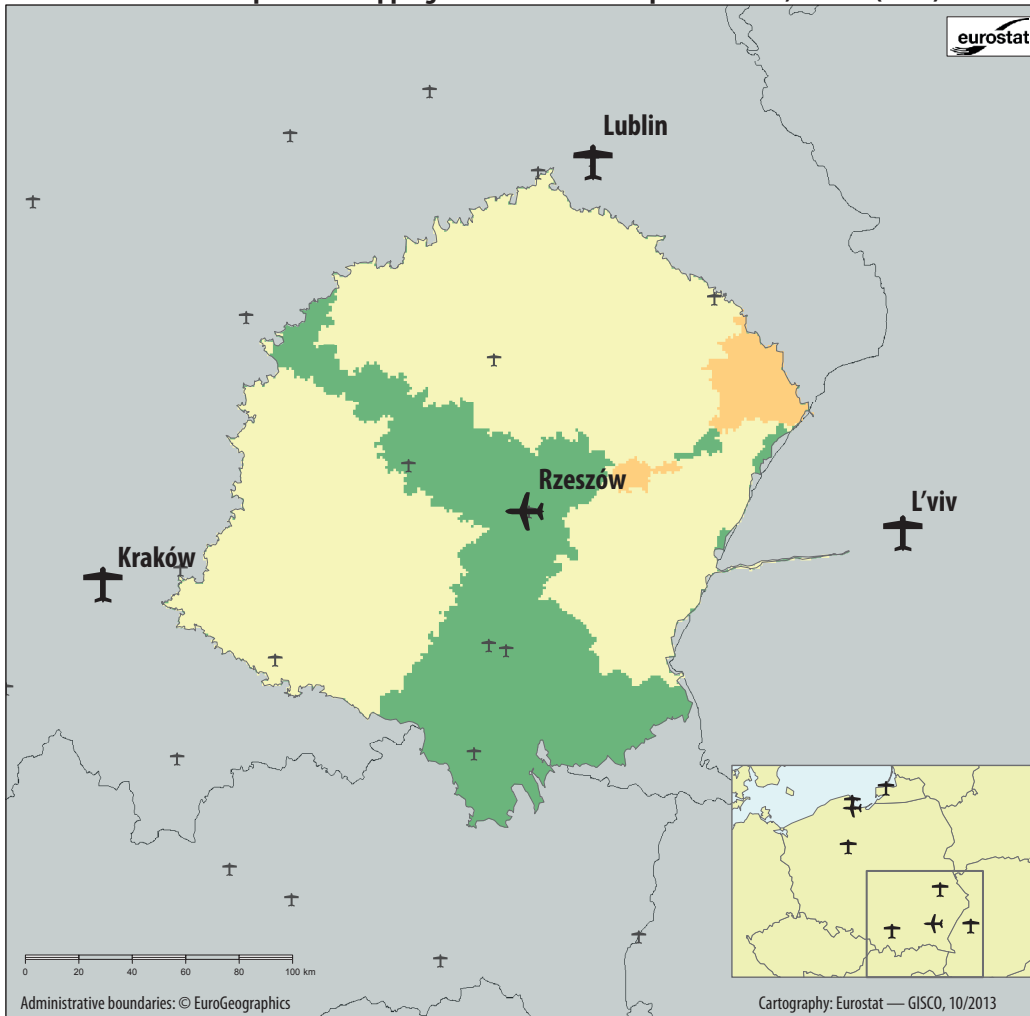 eurostat
Lublin
Rzeszów
L'viv
Kraków
0 20 40 60 80 100 km
Administrative boundaries: © EuroGeographics
Cartography: Eurostat — GISCO, 10/2013